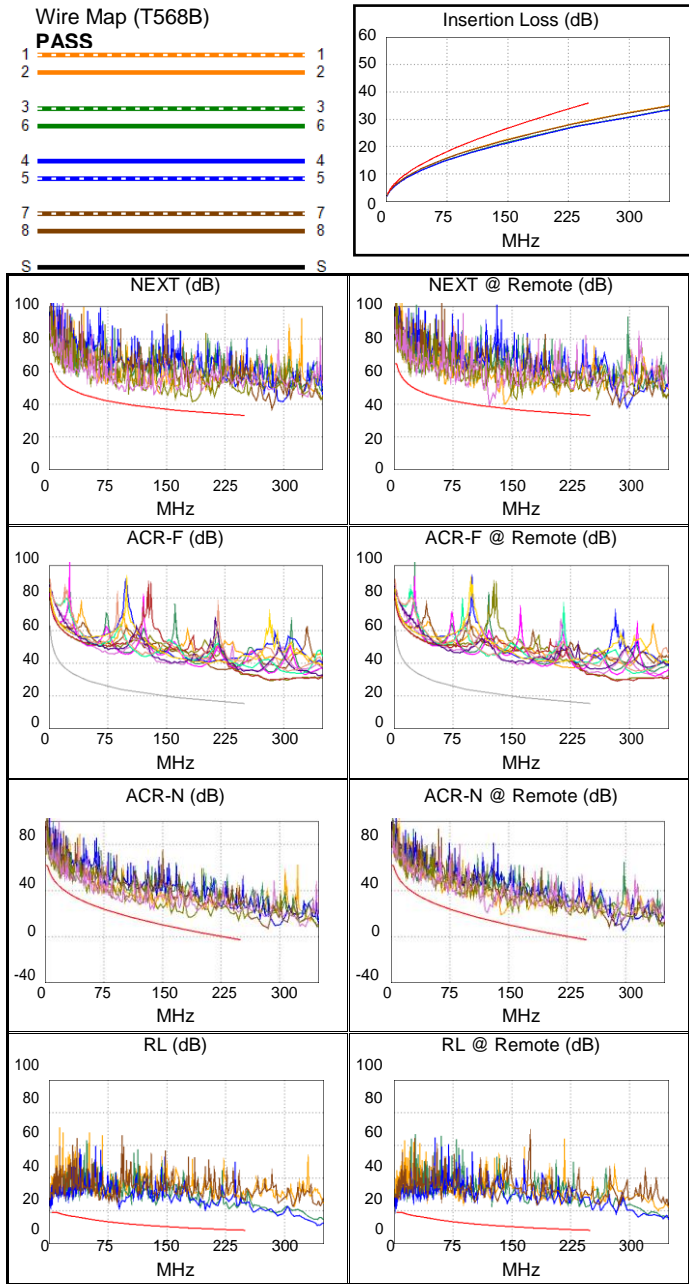 Wire Map (T568B)
PASS
1 1
2 2
3 3
6 6
4 4
5 5
7 7
8 8
S S
Insertion Loss (dB)
60
50
40
30
20
10
0
0 75 150 225 300
MHz
NEXT (dB)
100
80
60
40
20
0
0 75 150 225 300
MHz
NEXT @ Remote (dB)
100
80
60
40
20
0
0 75 150 225 300
MHz
ACR-F (dB)
100
80
60
40
20
0
0 75 150 225 300
MHz
ACR-F @ Remote (dB)
100
80
60
40
20
0
0 75 150 225 300
MHz
ACR-N (dB)
80
40
0
-40
0 75 150 225 300
MHz
ACR-N @ Remote (dB)
80
40
0
-40
0 75 150 225 300
MHz
RL (dB)
100
80
60
40
20
0
0 75 150 225 300
MHz
RL @ Remote (dB)
100
80
60
40
20
0
0 75 150 225 300
MHz